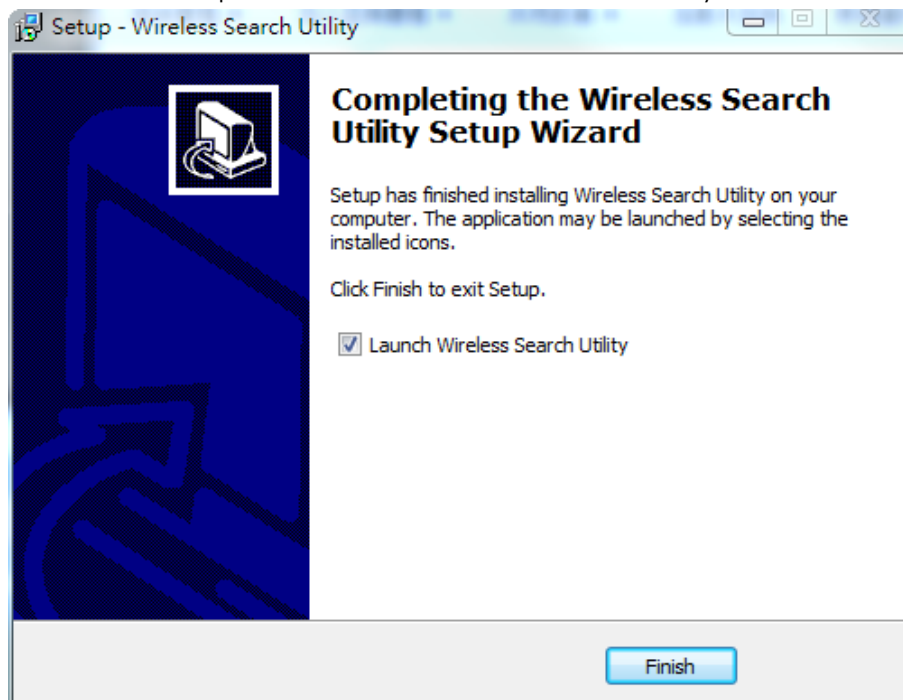 Setup - Wireless Search Utility
Completing the Wireless Search
Utility Setup Wizard
Setup has finished installing Wireless Search Utility on your
computer. The application may be launched by selecting the
installed icons.
Click Finish to exit Setup.
Launch Wireless Search Utility
Finish